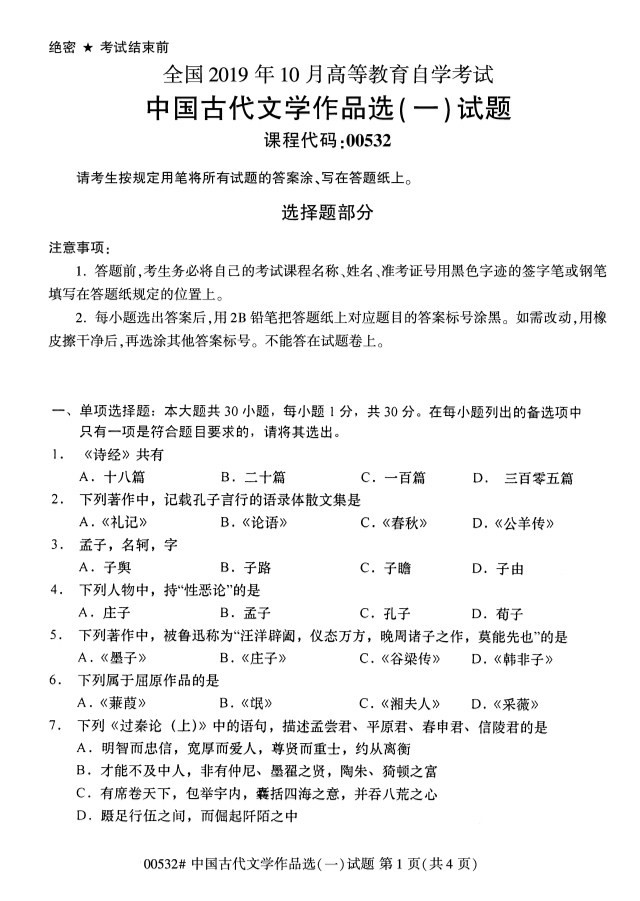 绝密 ★ 考试结束前
全国 2019 年 10 月高等教育自学考试
中国古代文学作品选(一)试题
课程代码:00532
请考生按规定用笔将所有试题的答案涂、写在答题纸上。
选择题部分
注意事项:
1. 答题前,考生务必将自己的考试课程名称、姓名、准考证号用黑色字迹的签字笔或钢笔
填写在答题纸规定的位置上。
2. 每小题选出答案后,用 2B 铅笔把答题纸上对应题目的答案标号涂黑。如需改动,用橡
皮擦干净后,再选涂其他答案标号。不能答在试题卷上。
一、单项选择题：本大题共 30 小题，每小题 1 分，共 30 分。在每小题列出的备选项中
只有一项是符合题目要求的，请将其选出。
1. 《诗经》共有
A. 十八篇 B. 二十篇 C. 一百篇 D. 三百零五篇
2. 下列著作中，记载孔子言行的语录体散文集是
A.《礼记》 B.《论语》 C.《春秋》 D.《公羊传》
3. 孟子，名轲，字
A. 子舆 B. 子路 C. 子瞻 D. 子由
4. 下列人物中，持“性恶论”的是
A. 庄子 B. 孟子 C. 孔子 D. 荀子
5. 下列著作中，被鲁迅称为“汪洋辟阖，仪态万方，晚周诸子之作，莫能先也”的是
A.《墨子》 B.《庄子》 C.《谷梁传》 D.《韩非子》
6. 下列属于屈原作品的是
A.《蒹葭》 B.《氓》 C.《湘夫人》 D.《采薇》
7. 下列《过秦论（上）》中的语句，描述孟尝君、平原君、春申君、信陵君的是
A. 明智而忠信，宽厚而爱人，尊贤而重士，约从离衡
B. 才能不及中人，非有仲尼、墨翟之贤，陶朱、猗顿之富
C. 有席卷天下，包举宇内，囊括四海之意，并吞八荒之心
D. 蹑足行伍之间，而倔起阡陌之中
00532# 中国古代文学作品选(一)试题 第 1 页(共 4 页)